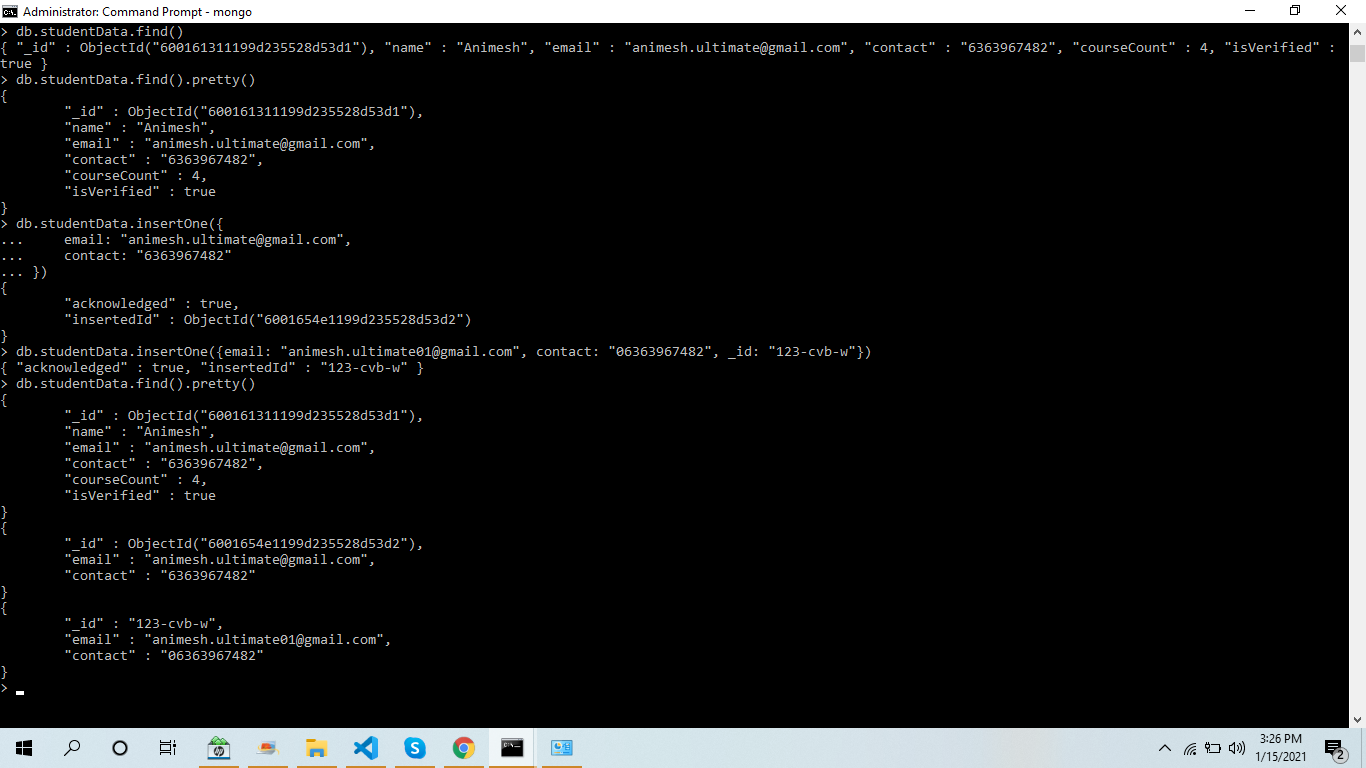 Administrator: Command Prompt - mongo
> db.studentData.find()
{ "_id" : ObjectId("600161311199d235528d53d1"), "name" : "Animesh", "email" : "animesh.ultimate@gmail.com", "contact" : "6363967482", "courseCount" : 4, "isVerified" :
true }
> db.studentData.find().pretty()
{
        "_id" : ObjectId("600161311199d235528d53d1"),
        "name" : "Animesh",
        "email" : "animesh.ultimate@gmail.com",
        "contact" : "6363967482",
        "courseCount" : 4,
        "isVerified" : true
}
> db.studentData.insertOne({
...     email: "animesh.ultimate@gmail.com",
...     contact: "6363967482"
... })
{
        "acknowledged" : true,
        "insertedId" : ObjectId("6001654e1199d235528d53d2")
}
> db.studentData.insertOne({email: "animesh.ultimate01@gmail.com", contact: "06363967482", _id: "123-cvb-w"})
{ "acknowledged" : true, "insertedId" : "123-cvb-w" }
> db.studentData.find().pretty()
{
        "_id" : ObjectId("600161311199d235528d53d1"),
        "name" : "Animesh",
        "email" : "animesh.ultimate@gmail.com",
        "contact" : "6363967482",
        "courseCount" : 4,
        "isVerified" : true
}
{
        "_id" : ObjectId("6001654e1199d235528d53d2"),
        "email" : "animesh.ultimate@gmail.com",
        "contact" : "6363967482"
}
{
        "_id" : "123-cvb-w",
        "email" : "animesh.ultimate01@gmail.com",
        "contact" : "06363967482"
}
>
3:26 PM
1/15/2021
2